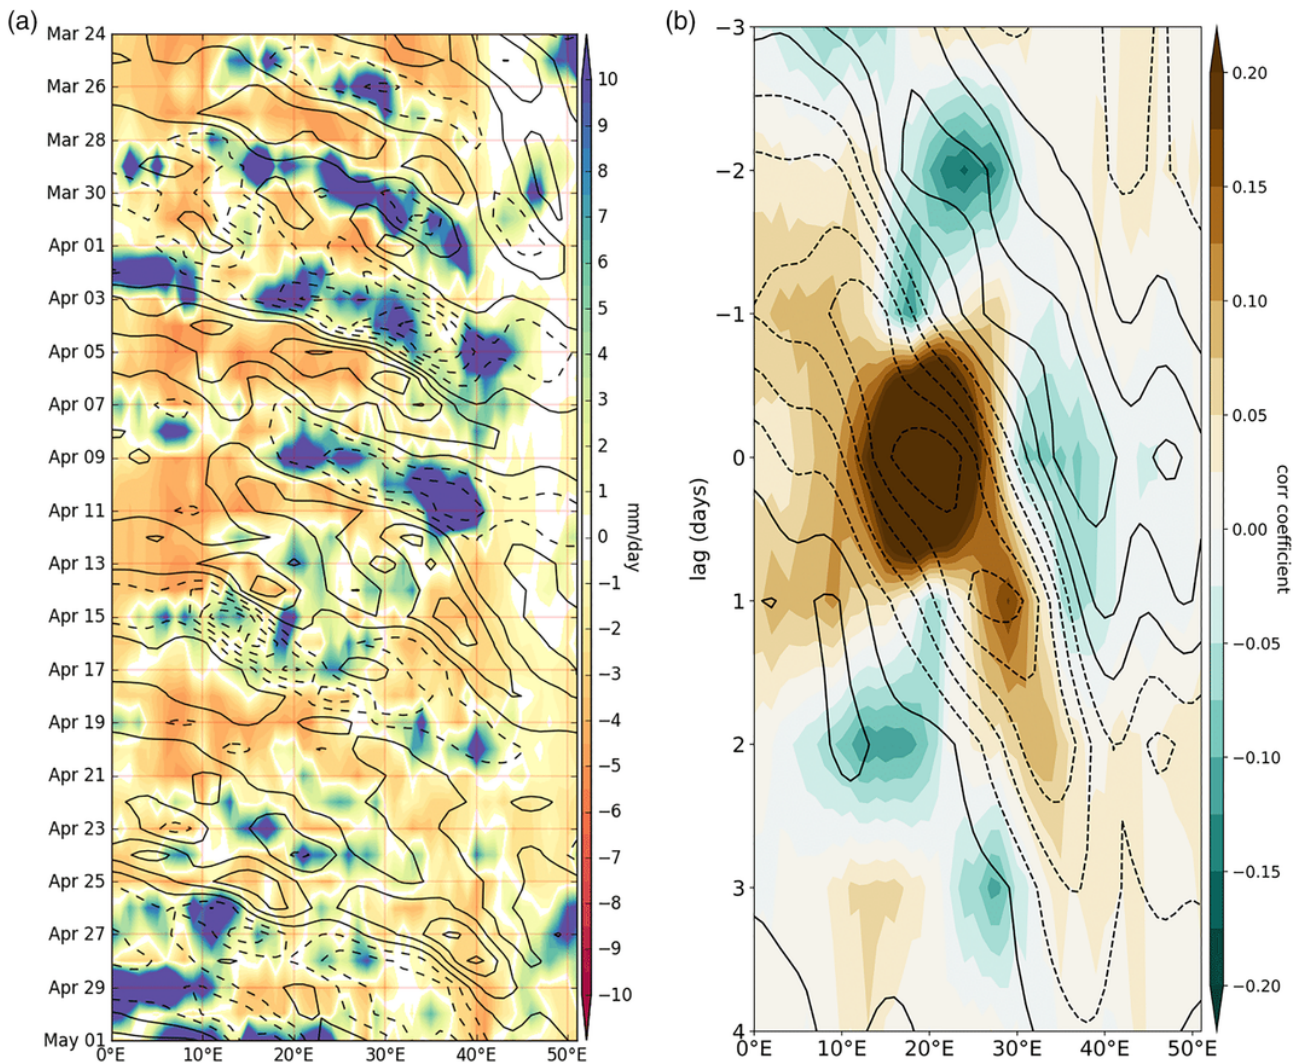 (a)
Mar 24
Mar 26
Mar 28
Mar 30
Apr 01
Apr 03
Apr 05
Apr 07
Apr 09
Apr 11
Apr 13
Apr 15
Apr 17
Apr 19
Apr 21
Apr 23
Apr 25
Apr 27
Apr 29
May 01
0°E 10°E 20°E 30°E 40°E 50°E
10
9
8
7
6
5
4
3
2
1
0
−1
−2
−3
−4
−5
−6
−7
−8
−9
−10
mm/day
(b)
lag (days)
−3
−2
−1
0
1
2
3
4
0°E 10°E 20°E 30°E 40°E 50°E
0.20
0.15
0.10
0.05
0.00
−0.05
−0.10
−0.15
−0.20
corr coefficient